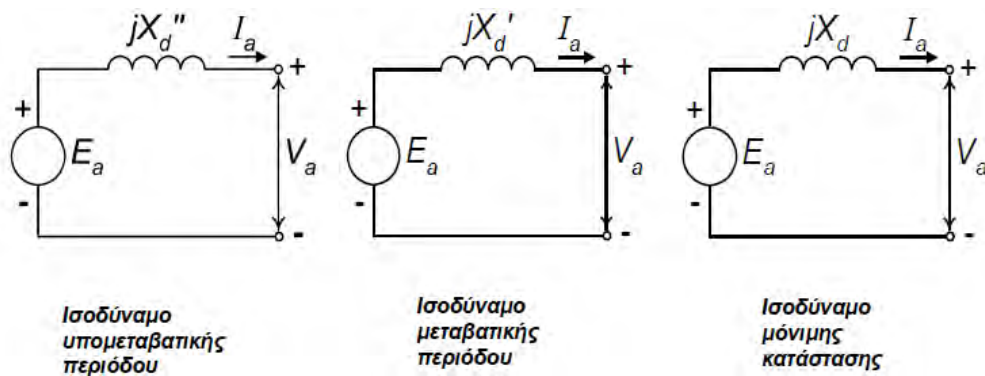 jX_d'' I_a
+
+
E_a
V_a
-
-
jX_d' I_a
+
+
E_a
V_a
-
-
jX_d I_a
+
+
E_a
V_a
-
-
Ισοδύναμο
υπομεταβατικής
περιόδου
Ισοδύναμο
μεταβατικής
περιόδου
Ισοδύναμο
μόνιμης
κατάστασης